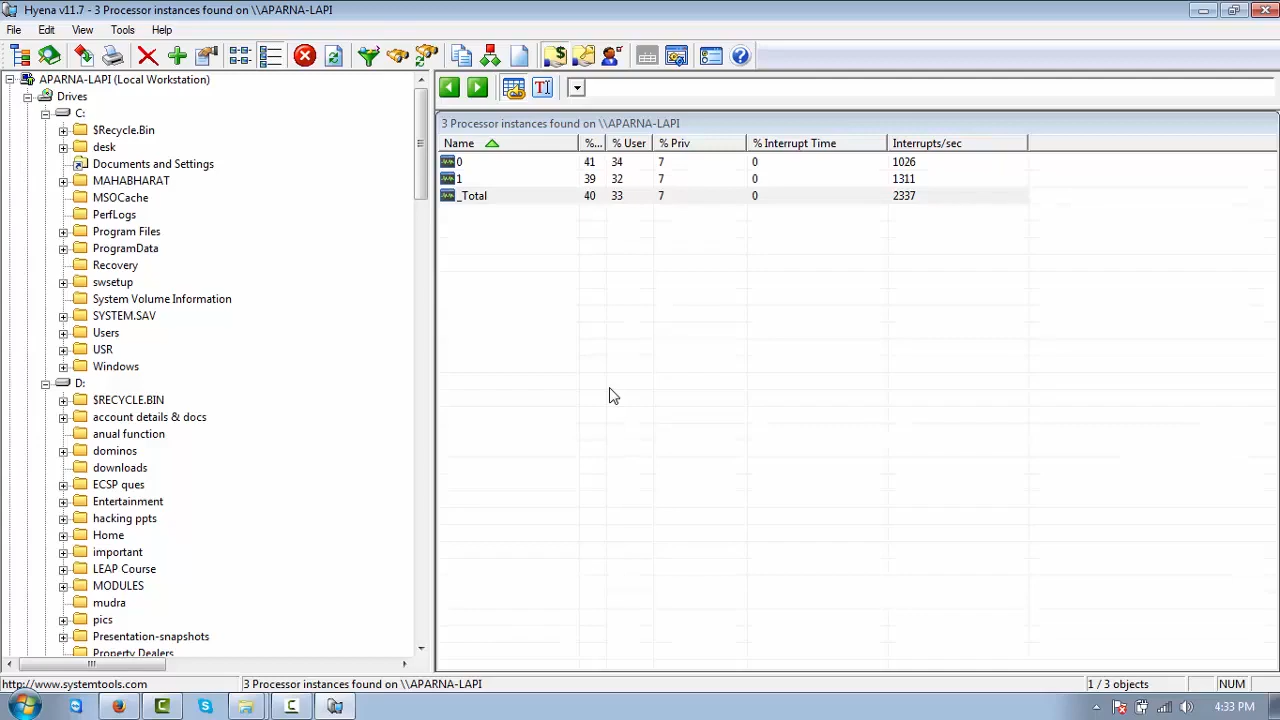 Hyena v11.7 - 3 Processor instances found on \\APARNA-LAPI
File Edit View Tools Help
APARNA-LAPI (Local Workstation)
Drives
C:
$Recycle.Bin
desk
Documents and Settings
MAHABHARAT
MSOCache
PerfLogs
Program Files
ProgramData
Recovery
swsetup
System Volume Information
SYSTEM.SAV
Users
USR
Windows
D:
$RECYCLE.BIN
account details & docs
anual function
dominos
downloads
ECSP ques
Entertainment
hacking ppts
Home
important
LEAP Course
MODULES
mudra
pics
Presentation-snapshots
Property Dealers
3 Processor instances found on \\APARNA-LAPI
Name %... % User % Priv % Interrupt Time Interrupts/sec
0 41 34 7 0 1026
1 39 32 7 0 1311
_Total 40 33 7 0 2337
http://www.systemtools.com 3 Processor instances found on \\APARNA-LAPI 1 / 3 objects NUM
4:33 PM